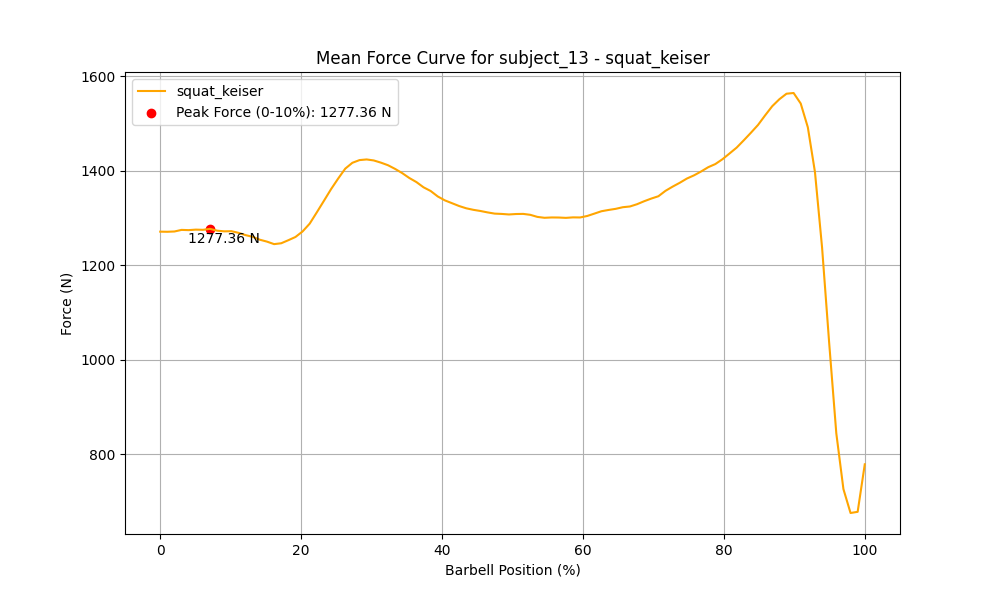 Mean Force Curve for subject_13 - squat_keiser
squat_keiser
Peak Force (0-10%): 1277.36 N
1600
1400
1200
1000
800
Force (N)
1277.36 N
0 20 40 60 80 100
Barbell Position (%)